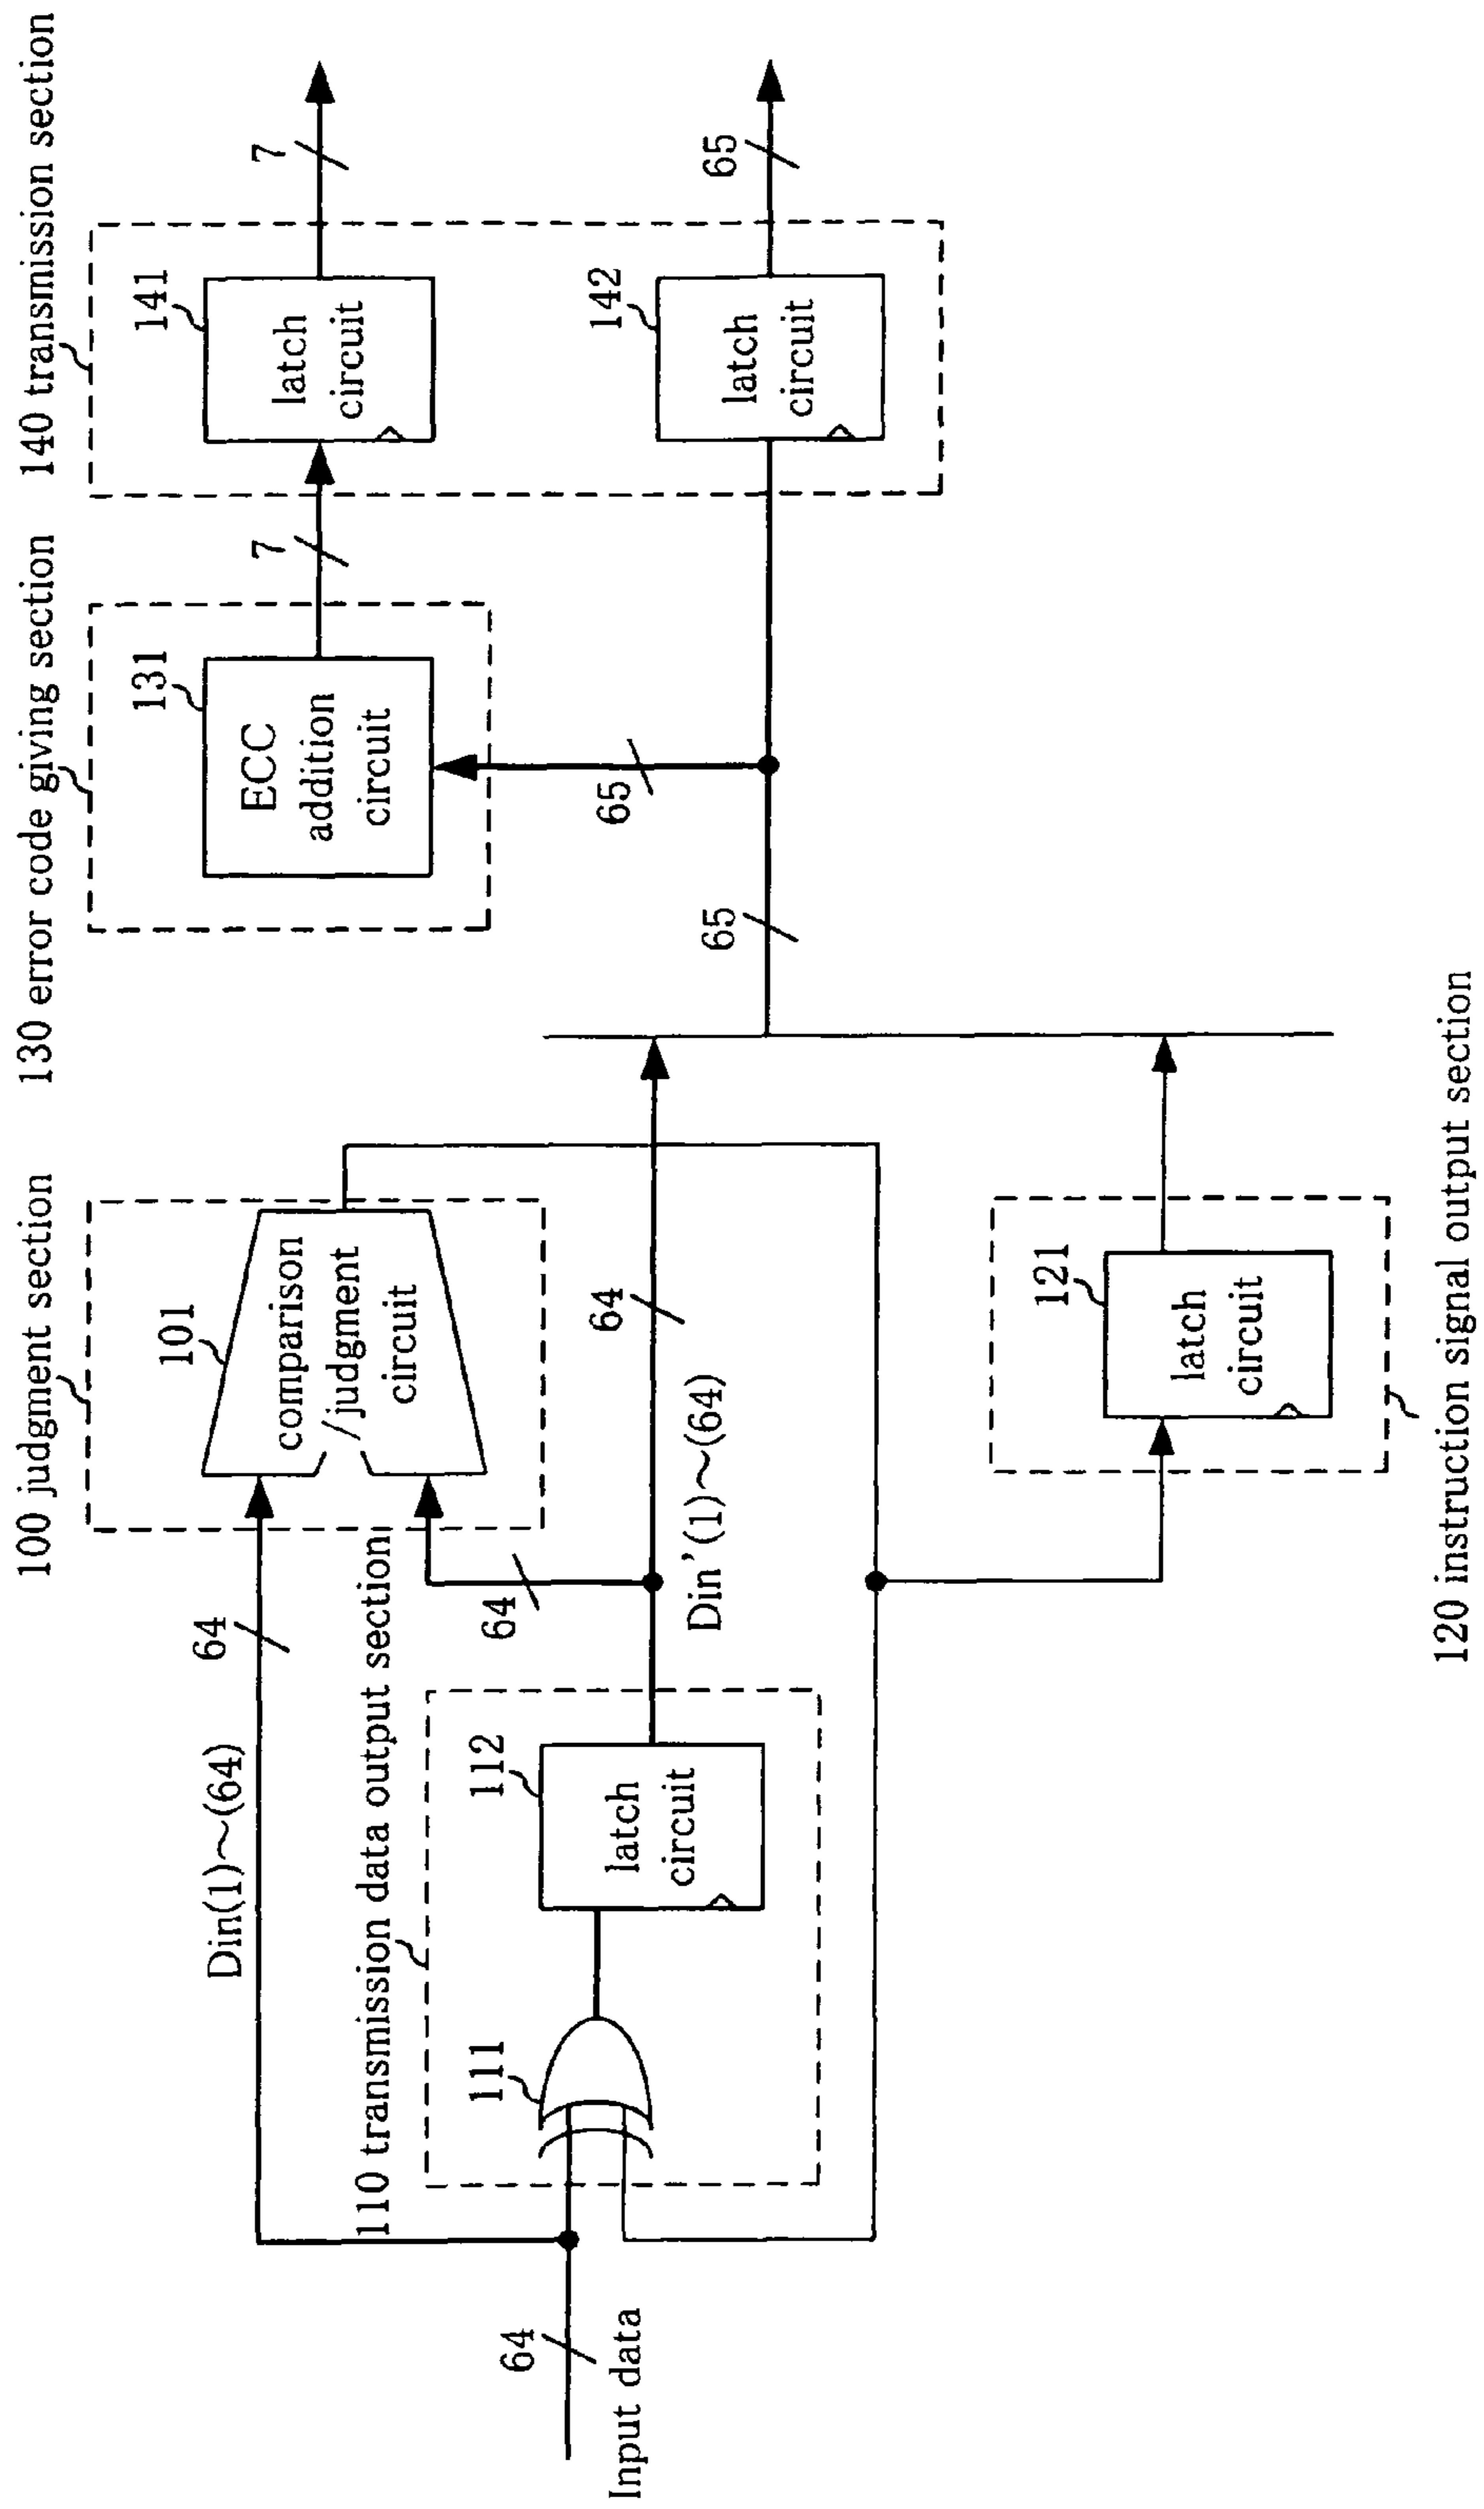 100 judgment section
130 error code giving section
140 transmission section
101
comparison
/judgment
circuit
131
ECC
addition
circuit
141
latch
circuit
7
7
64
Din(1)~(64)
110 transmission data output section
64
111
112
latch
circuit
64
Din'(1)~(64)
65
65
142
latch
circuit
65
64
Input data
121
latch
circuit
120 instruction signal output section